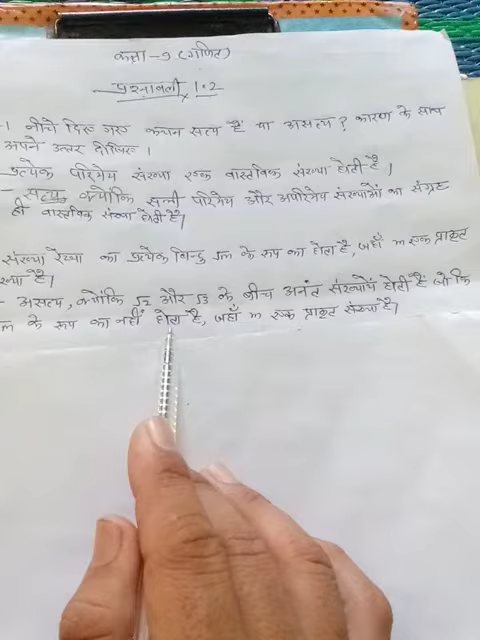 कक्षा - 9 (गणित)
प्रश्नावली 1.2
-1 नीचे दिए गए कथन सत्य हैं या असत्य? कारण के साथ
अपने उत्तर दीजिए।
प्रत्येक परिमेय संख्या एक वास्तविक संख्या होती है।
- सत्य, क्योंकि सभी परिमेय और अपरिमेय संख्याओं का संग्रह
ही वास्तविक संख्या होती है।
संख्या रेखा का प्रत्येक बिन्दु √m के रूप का होता है, जहाँ m एक प्राकृत
ख्या है।
- असत्य, क्योंकि √2 और √3 के बीच अनंत संख्यायें होती हैं जो कि
√m के रूप का नहीं होता है, जहाँ m एक प्राकृत संख्या है।